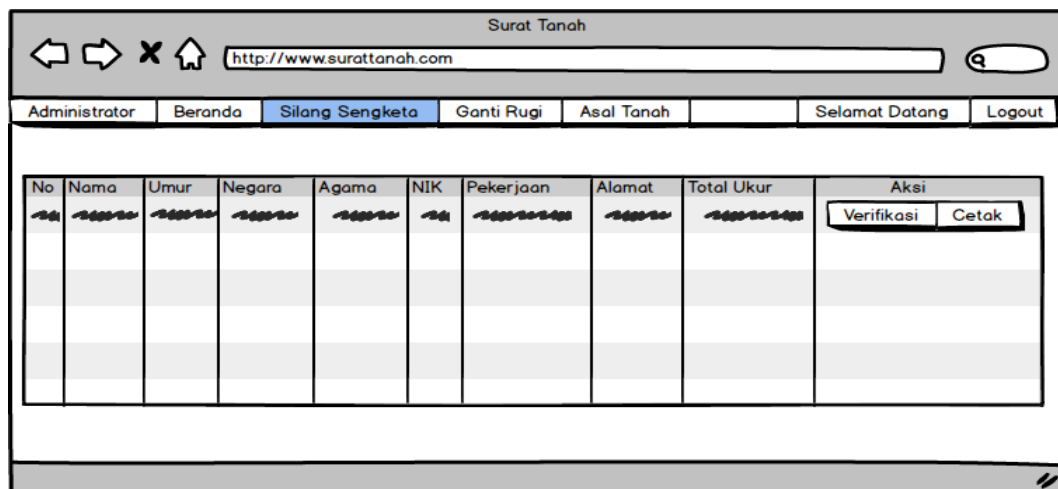 Surat Tanah
http://www.surattanah.com
Administrator Beranda Silang Sengketa Ganti Rugi Asal Tanah Selamat Datang Logout
No Nama Umur Negara Agama NIK Pekerjaan Alamat Total Ukur Aksi
Verifikasi Cetak